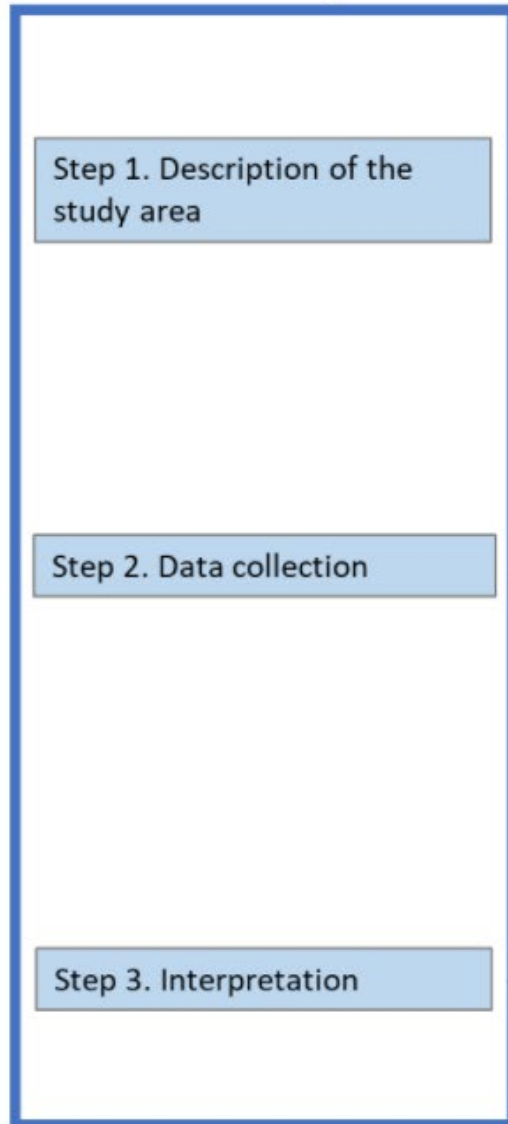 Step 1. Description of the
study area
Step 2. Data collection
Step 3. Interpretation